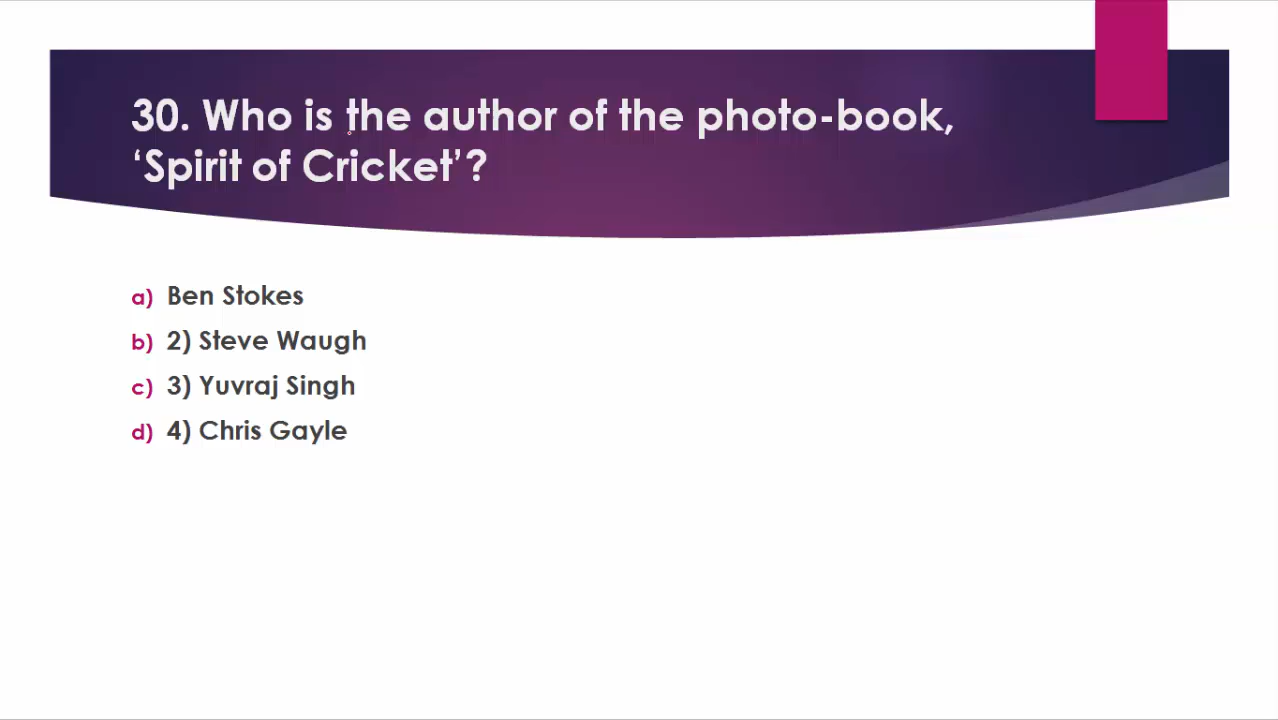 30. Who is the author of the photo-book,
‘Spirit of Cricket’?
a) Ben Stokes
b) 2) Steve Waugh
c) 3) Yuvraj Singh
d) 4) Chris Gayle